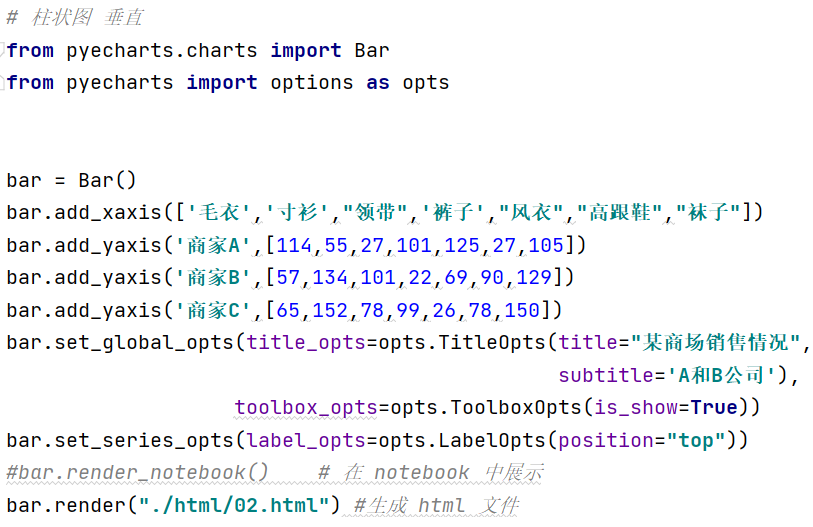 # 柱状图 垂直
from pyecharts.charts import Bar
from pyecharts import options as opts
bar = Bar()
bar.add_xaxis(['毛衣','寸衫',"领带",'裤子',"风衣","高跟鞋","袜子"])
bar.add_yaxis('商家A',[114,55,27,101,125,27,105])
bar.add_yaxis('商家B',[57,134,101,22,69,90,129])
bar.add_yaxis('商家C',[65,152,78,99,26,78,150])
bar.set_global_opts(title_opts=opts.TitleOpts(title="某商场销售情况",
subtitle='A和B公司'),
toolbox_opts=opts.ToolboxOpts(is_show=True))
bar.set_series_opts(label_opts=opts.LabelOpts(position="top"))
#bar.render_notebook()    # 在 notebook 中展示
bar.render("./html/02.html") #生成 html 文件